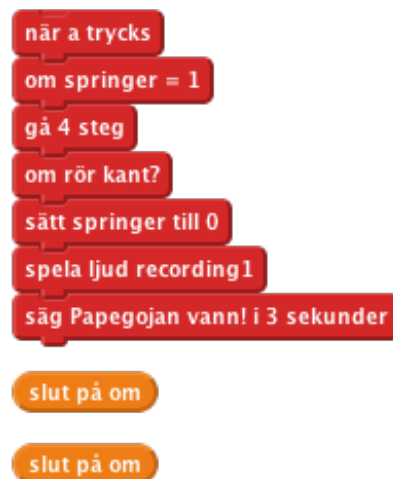 när a trycks
om springer = 1
gå 4 steg
om rör kant?
sätt springer till 0
spela ljud recording1
säg Papegojan vann! i 3 sekunder
slut på om
slut på om